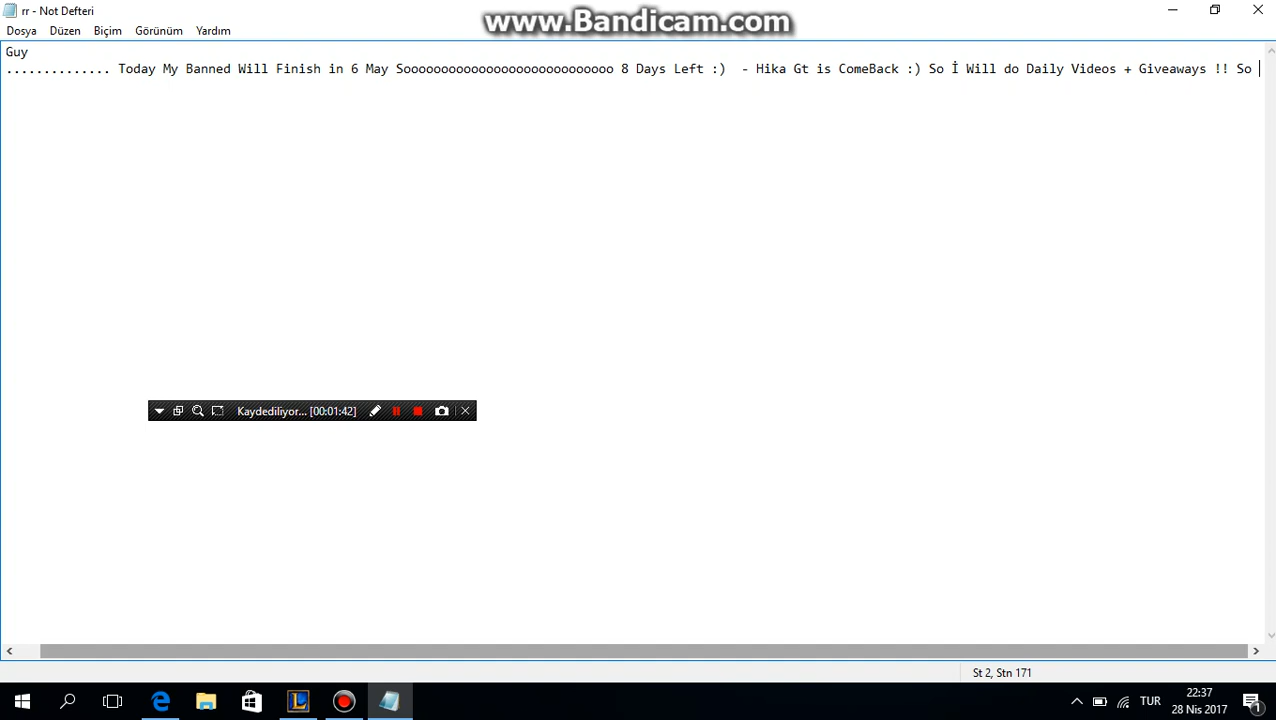 rr - Not Defteri
www.Bandicam.com
Dosya Düzen Biçim Görünüm Yardım
Guy
.............. Today My Banned Will Finish in 6 May Soooooooooooooooooooooooooooo 8 Days Left :)  - Hika Gt is ComeBack :) So İ Will do Daily Videos + Giveaways !! So
Kaydediliyor... [00:01:42]
St 2, Stn 171
TUR
22:37
28 Nis 2017
1